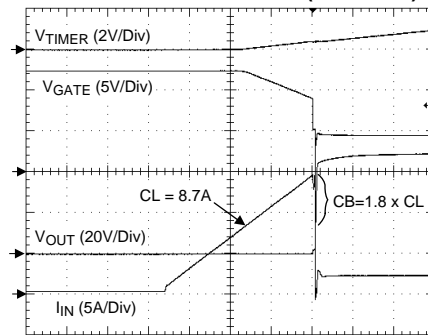 VTIMER (2V/Div)
VGATE (5V/Div)
CL = 8.7A
CB=1.8 x CL
VOUT (20V/Div)
IIN (5A/Div)